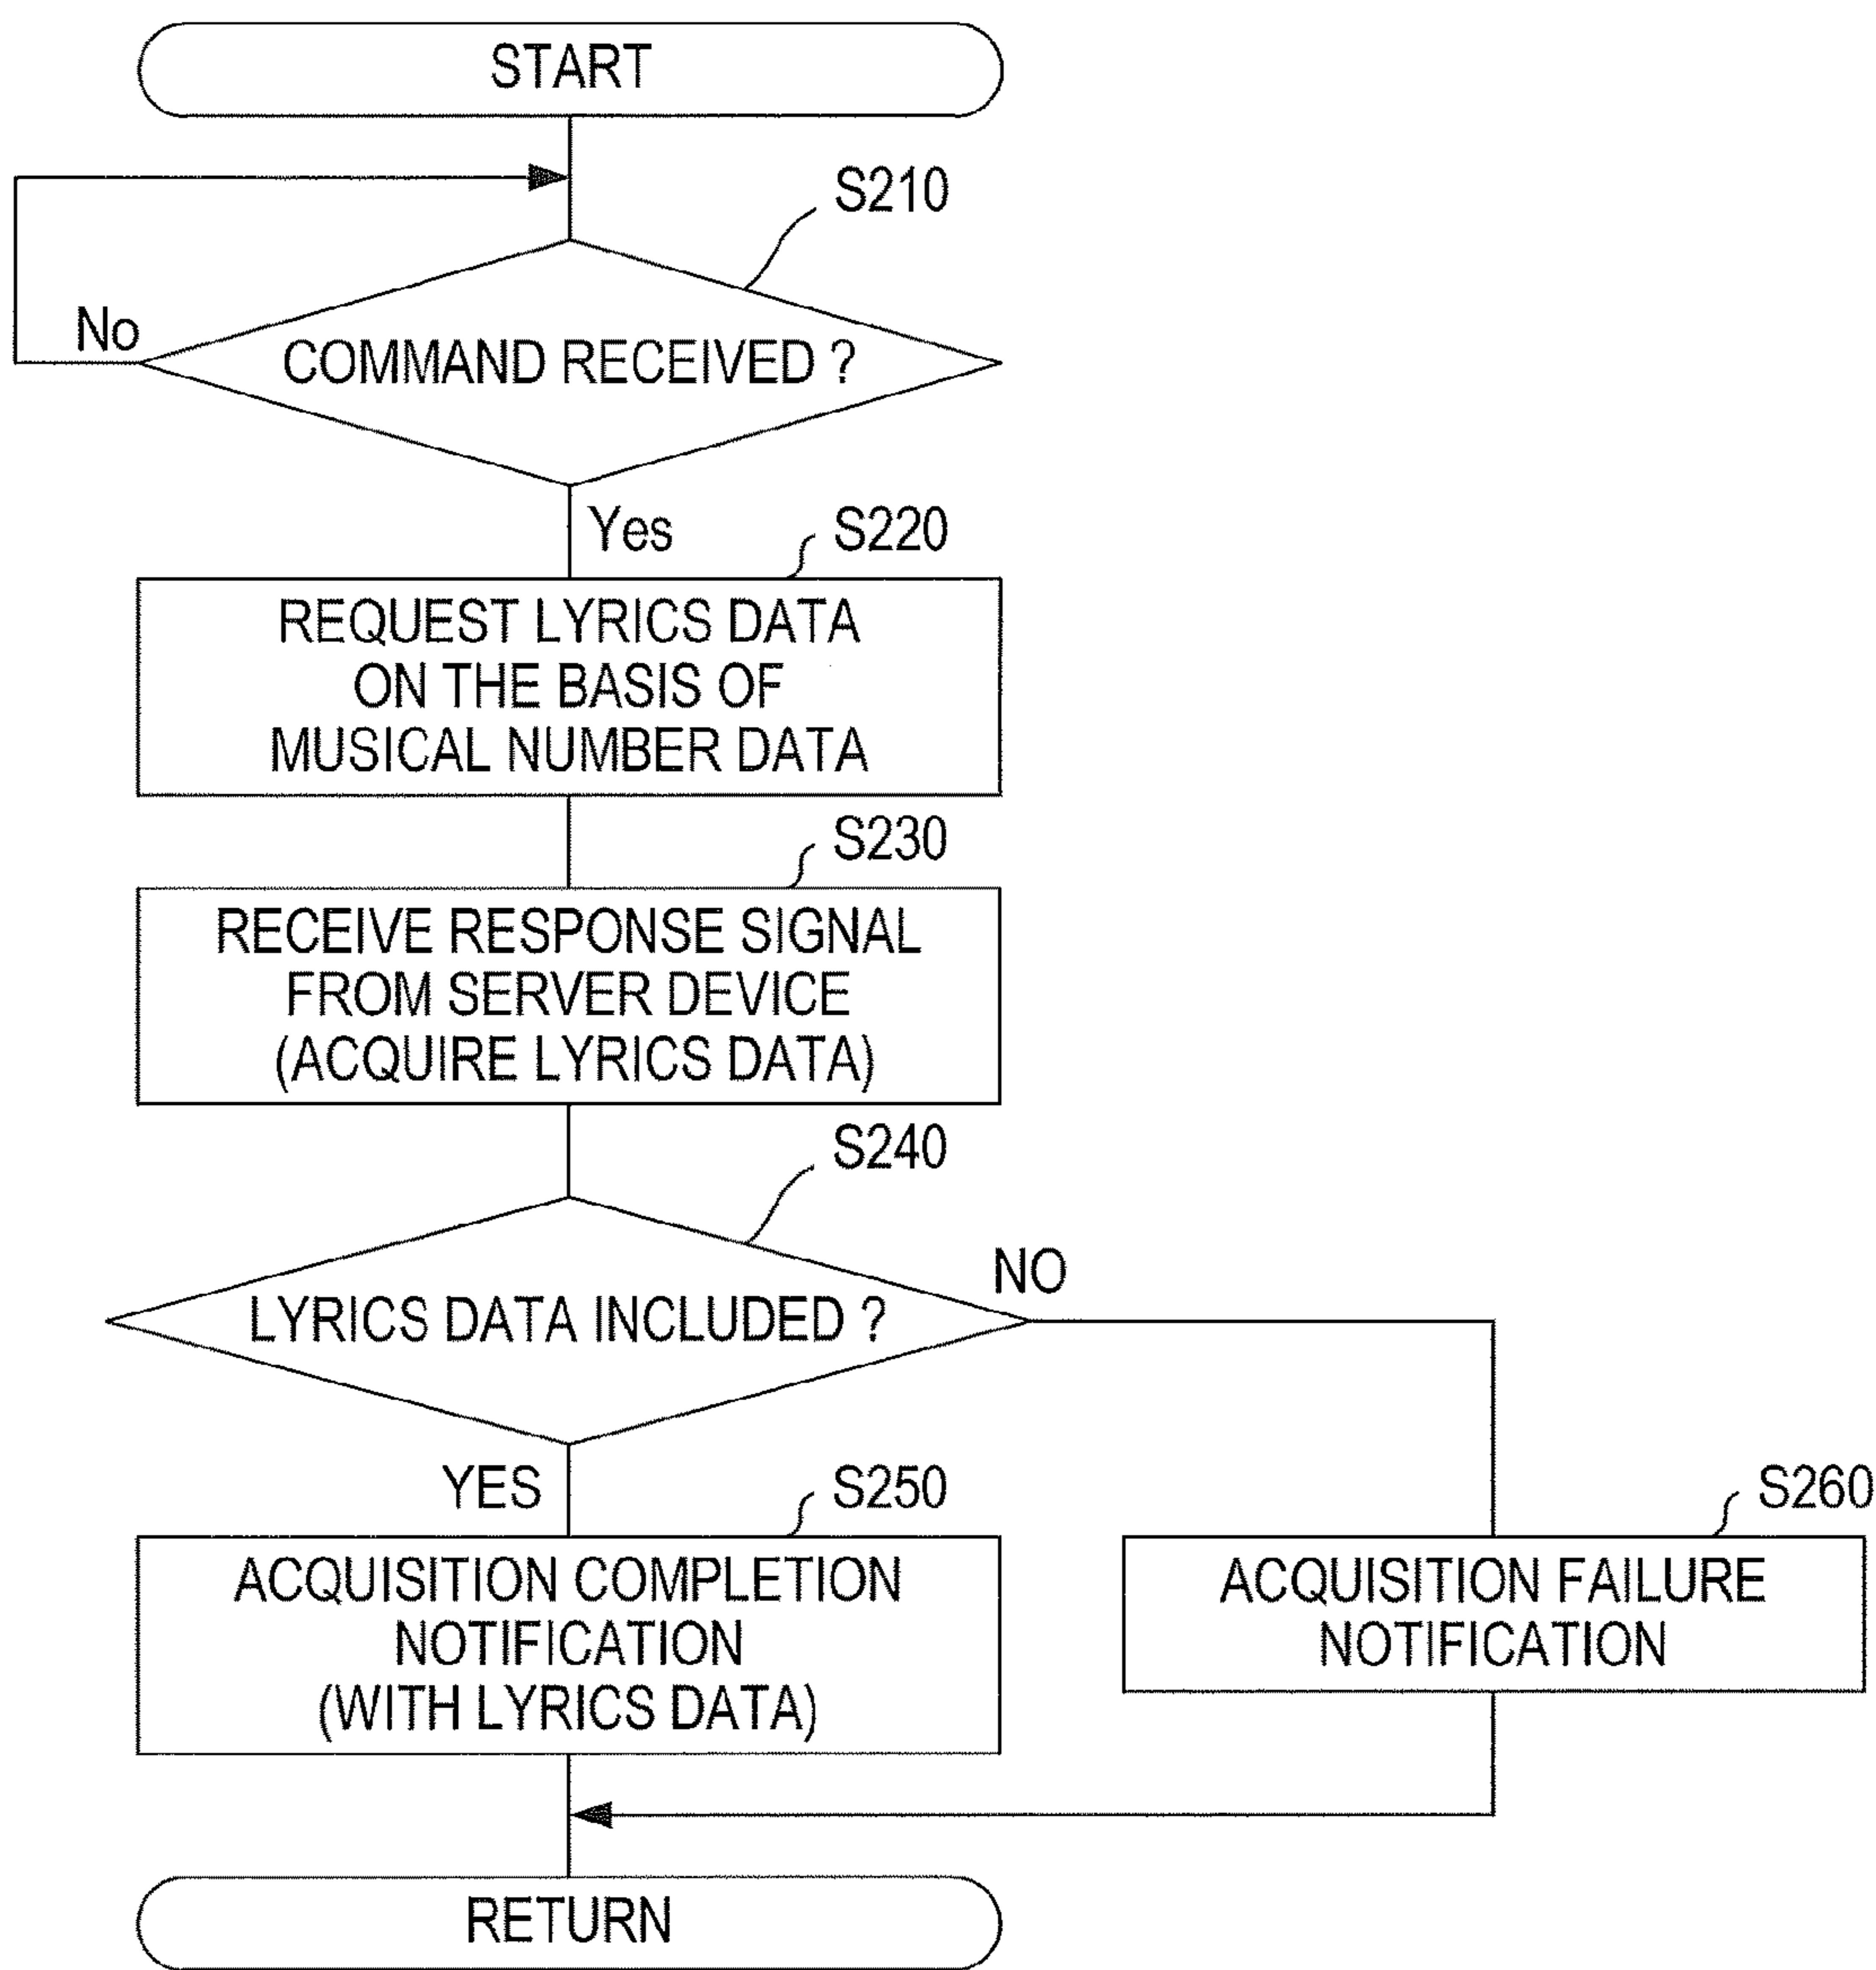 START
S210
No
COMMAND RECEIVED ?
Yes
S220
REQUEST LYRICS DATA
ON THE BASIS OF
MUSICAL NUMBER DATA
S230
RECEIVE RESPONSE SIGNAL
FROM SERVER DEVICE
(ACQUIRE LYRICS DATA)
S240
NO
LYRICS DATA INCLUDED ?
YES
S250
ACQUISITION COMPLETION
NOTIFICATION
(WITH LYRICS DATA)
S260
ACQUISITION FAILURE
NOTIFICATION
RETURN